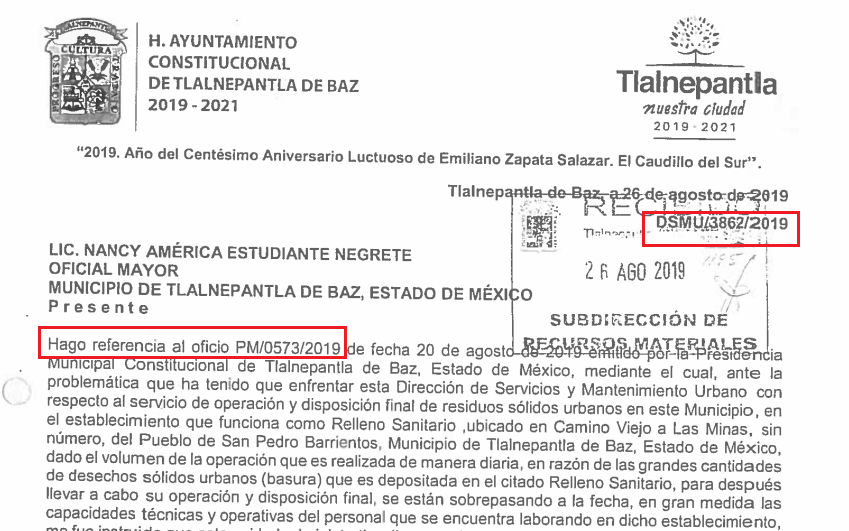 TLALNEPANTLA
CULTURA
PROGRESO
TRABAJO
H. AYUNTAMIENTO
CONSTITUCIONAL
DE TLALNEPANTLA DE BAZ
2019 - 2021
Tlalnepantla
nuestra ciudad
2019 - 2021
“2019. Año del Centésimo Aniversario Luctuoso de Emiliano Zapata Salazar. El Caudillo del Sur”.
Tlalnepantla de Baz, a 26 de agosto de 2019
RECIBIDO
DSMU/3862/2019
LIC. NANCY AMÉRICA ESTUDIANTE NEGRETE
OFICIAL MAYOR
MUNICIPIO DE TLALNEPANTLA DE BAZ, ESTADO DE MÉXICO
Presente
26 AGO 2019
SUBDIRECCIÓN DE
RECURSOS MATERIALES
Hago referencia al oficio PM/0573/2019 de fecha 20 de agosto de 2019 emitido por la Presidencia
Municipal Constitucional de Tlalnepantla de Baz, Estado de México, mediante el cual, ante la
problemática que ha tenido que enfrentar esta Dirección de Servicios y Mantenimiento Urbano con
respecto al servicio de operación y disposición final de residuos sólidos urbanos en este Municipio, en
el establecimiento que funciona como Relleno Sanitario ,ubicado en Camino Viejo a Las Minas, sin
número, del Pueblo de San Pedro Barrientos, Municipio de Tlalnepantla de Baz, Estado de México,
dado el volumen de la operación que es realizada de manera diaria, en razón de las grandes cantidades
de desechos sólidos urbanos (basura) que es depositada en el citado Relleno Sanitario, para después
llevar a cabo su operación y disposición final, se están sobrepasando a la fecha, en gran medida las
capacidades técnicas y operativas del personal que se encuentra laborando en dicho establecimiento,